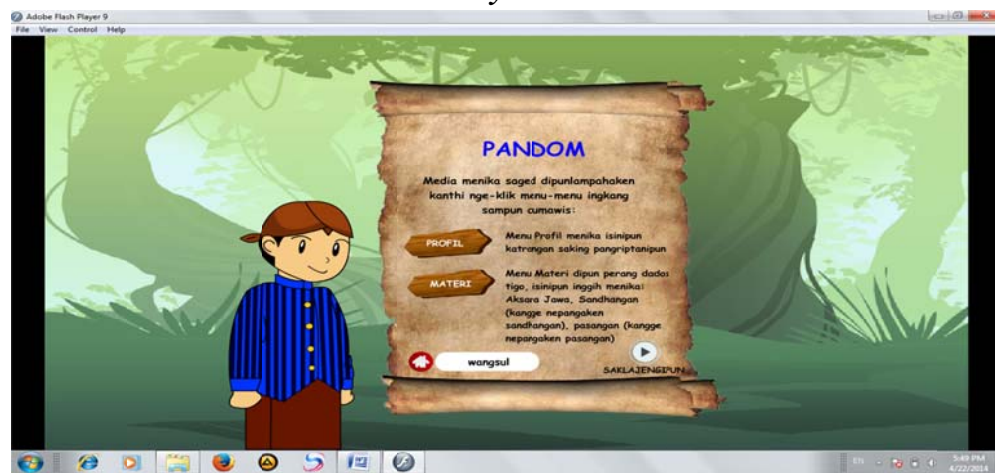 Adobe Flash Player 9
File View Control Help
PANDOM
Media menika saged dipunlampahaken
kanthi nge-klik menu-menu ingkang
sampun cumawis:
PROFIL
Menu Profil menika isinipun
katrangan saking pangriptanipun
MATERI
Menu Materi dipun perang dados
tigo, isinipun inggih menika:
Aksara Jawa, Sandhangan
(kangge nepangaken
sandhangan), pasangan (kangge
nepangaken pasangan)
wangsul
SAKLAJENGIPUN
EN
5:49 PM
4/22/2014